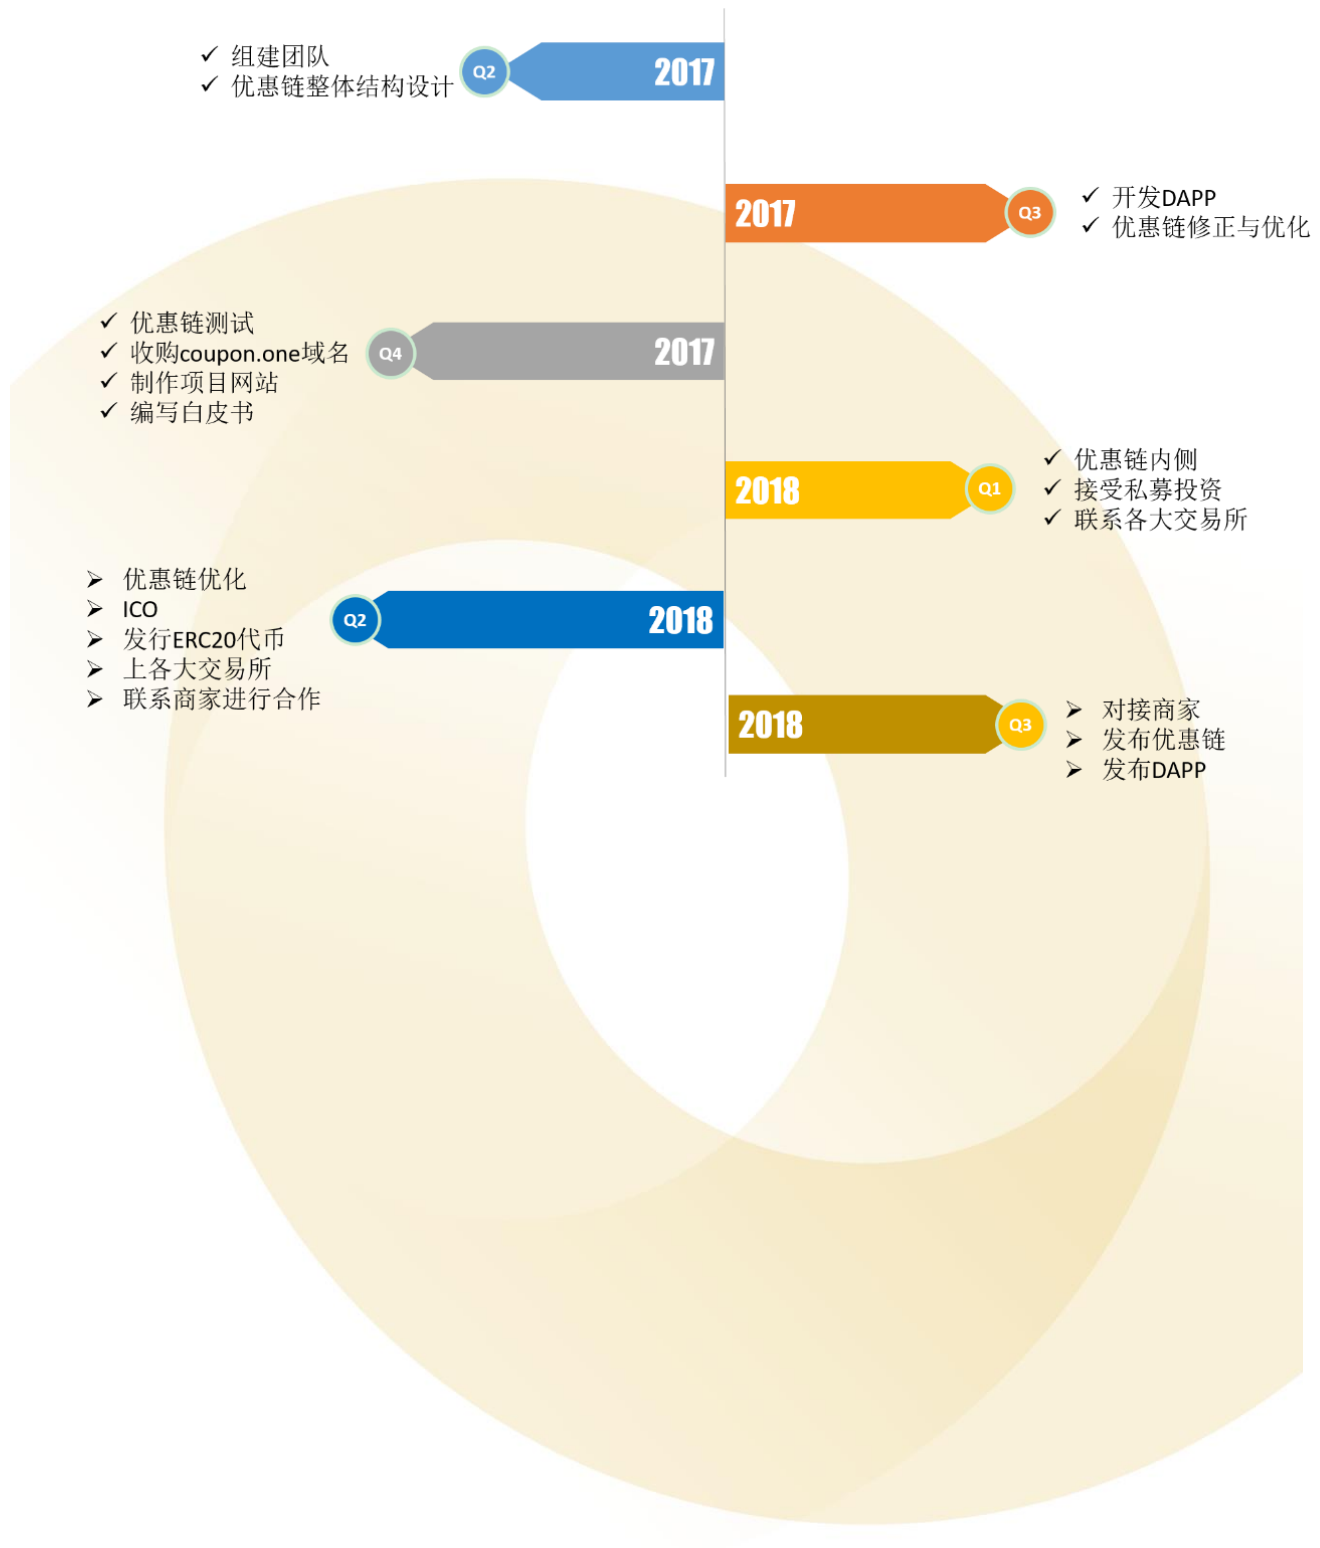 组建团队
优惠链整体结构设计
Q2
2017
2017
Q3
开发DAPP
优惠链修正与优化
优惠链测试
收购coupon.one域名
制作项目网站
编写白皮书
Q4
2017
2018
Q1
优惠链内侧
接受私募投资
联系各大交易所
优惠链优化
ICO
发行ERC20代币
上各大交易所
联系商家进行合作
Q2
2018
2018
Q3
对接商家
发布优惠链
发布DAPP